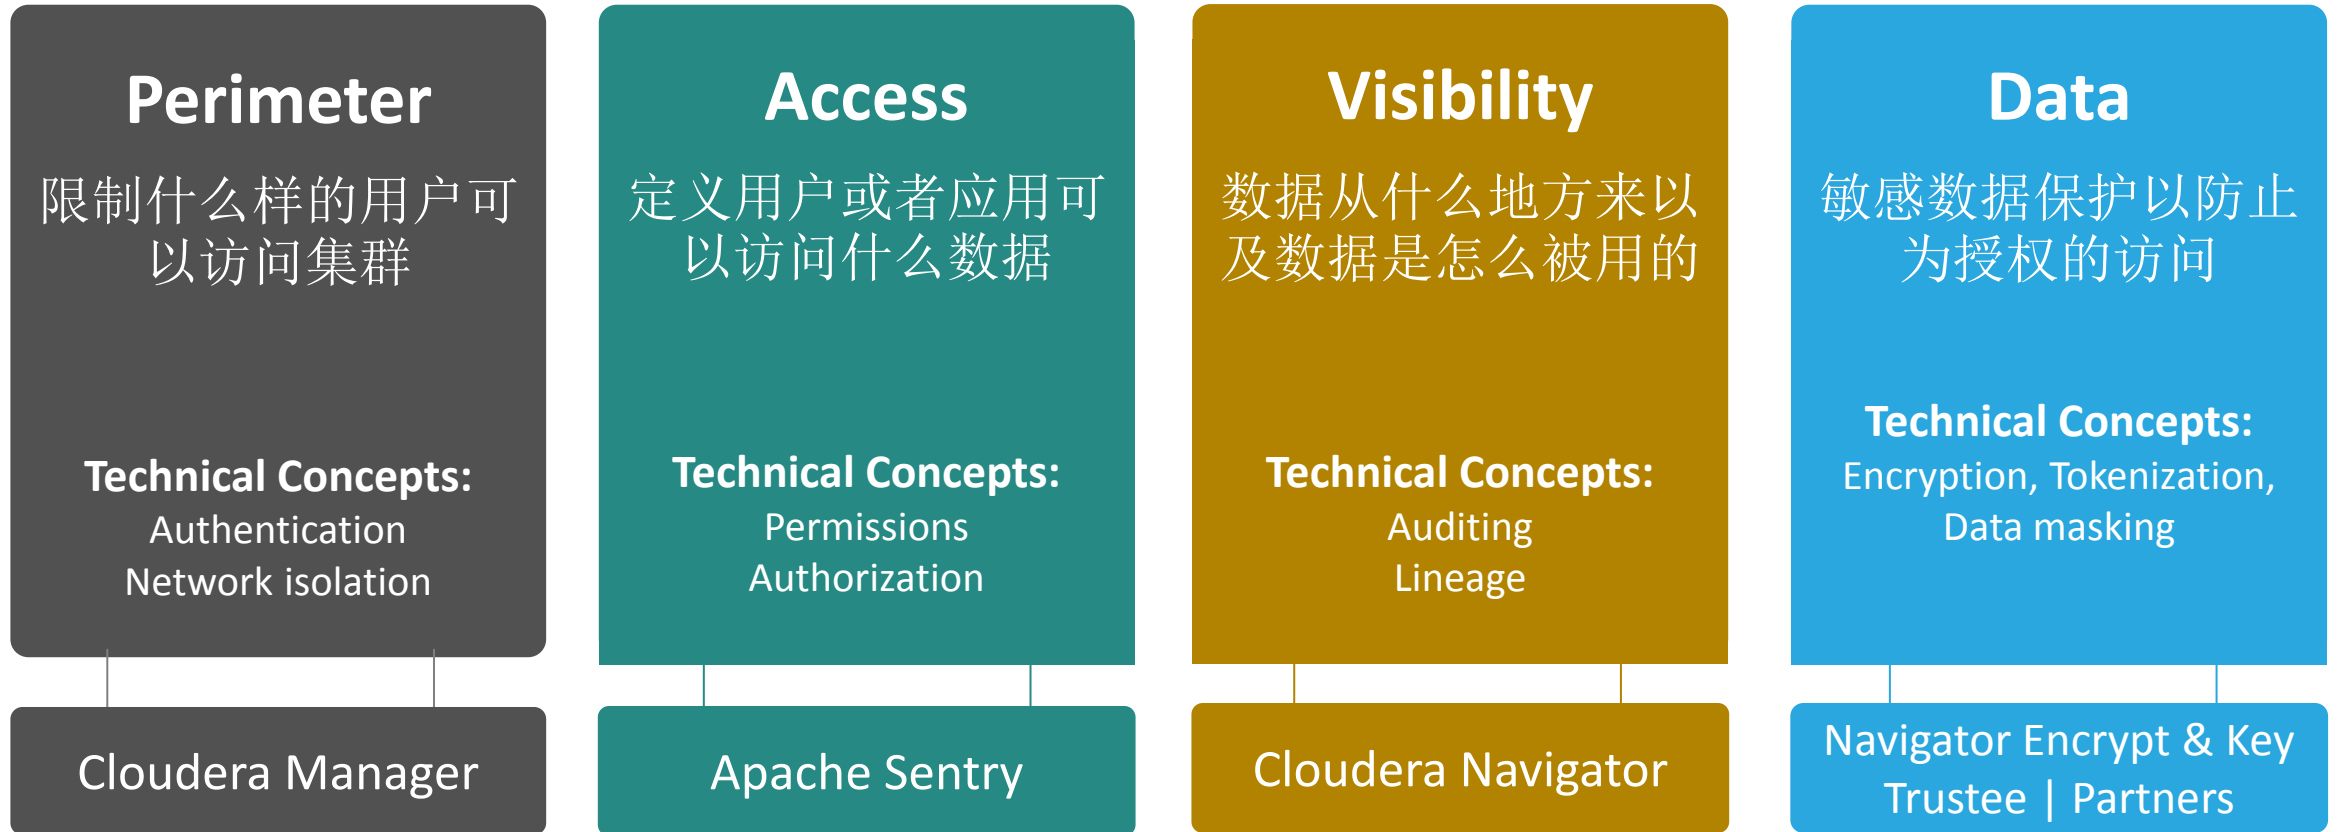 Perimeter
限制什么样的用户可
以访问集群
Technical Concepts:
Authentication
Network isolation
Cloudera Manager
Access
定义用户或者应用可
以访问什么数据
Technical Concepts:
Permissions
Authorization
Apache Sentry
Visibility
数据从什么地方来以
及数据是怎么被用的
Technical Concepts:
Auditing
Lineage
Cloudera Navigator
Data
敏感数据保护以防止
为授权的访问
Technical Concepts:
Encryption, Tokenization,
Data masking
Navigator Encrypt & Key
Trustee | Partners